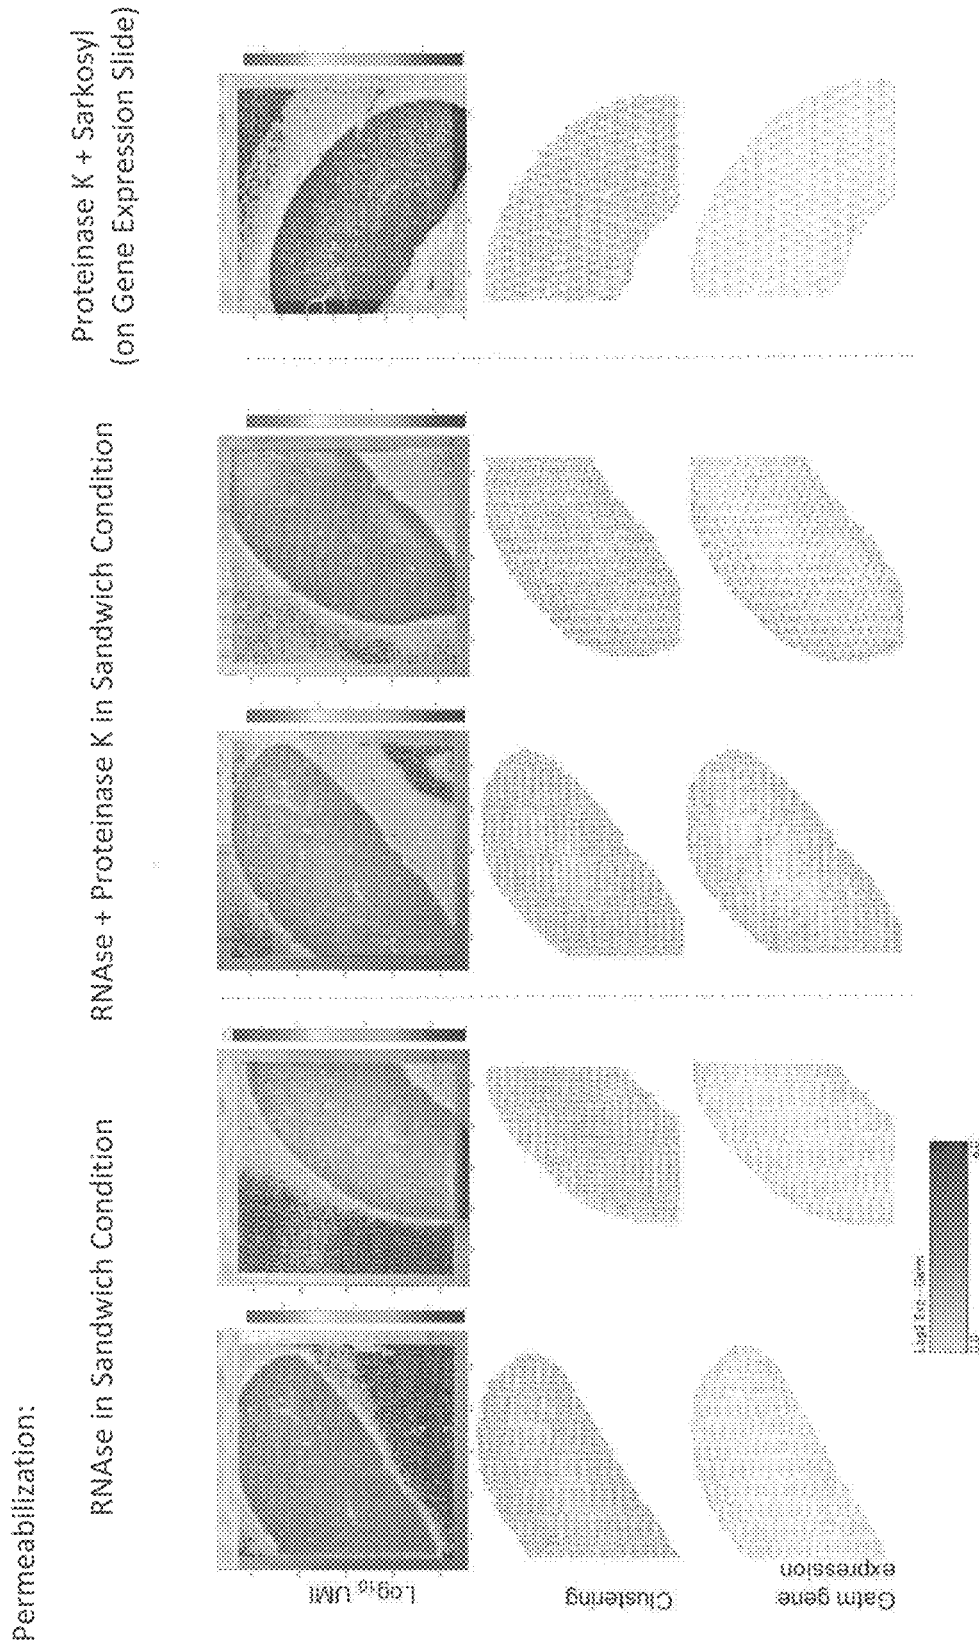 Permeabilization:
RNAse in Sandwich Condition
RNAse + Proteinase K in Sandwich Condition
Proteinase K + Sarkosyl
(on Gene Expression Slide)
Log₁₀ UMI
Clustering
Gatm gene
expression